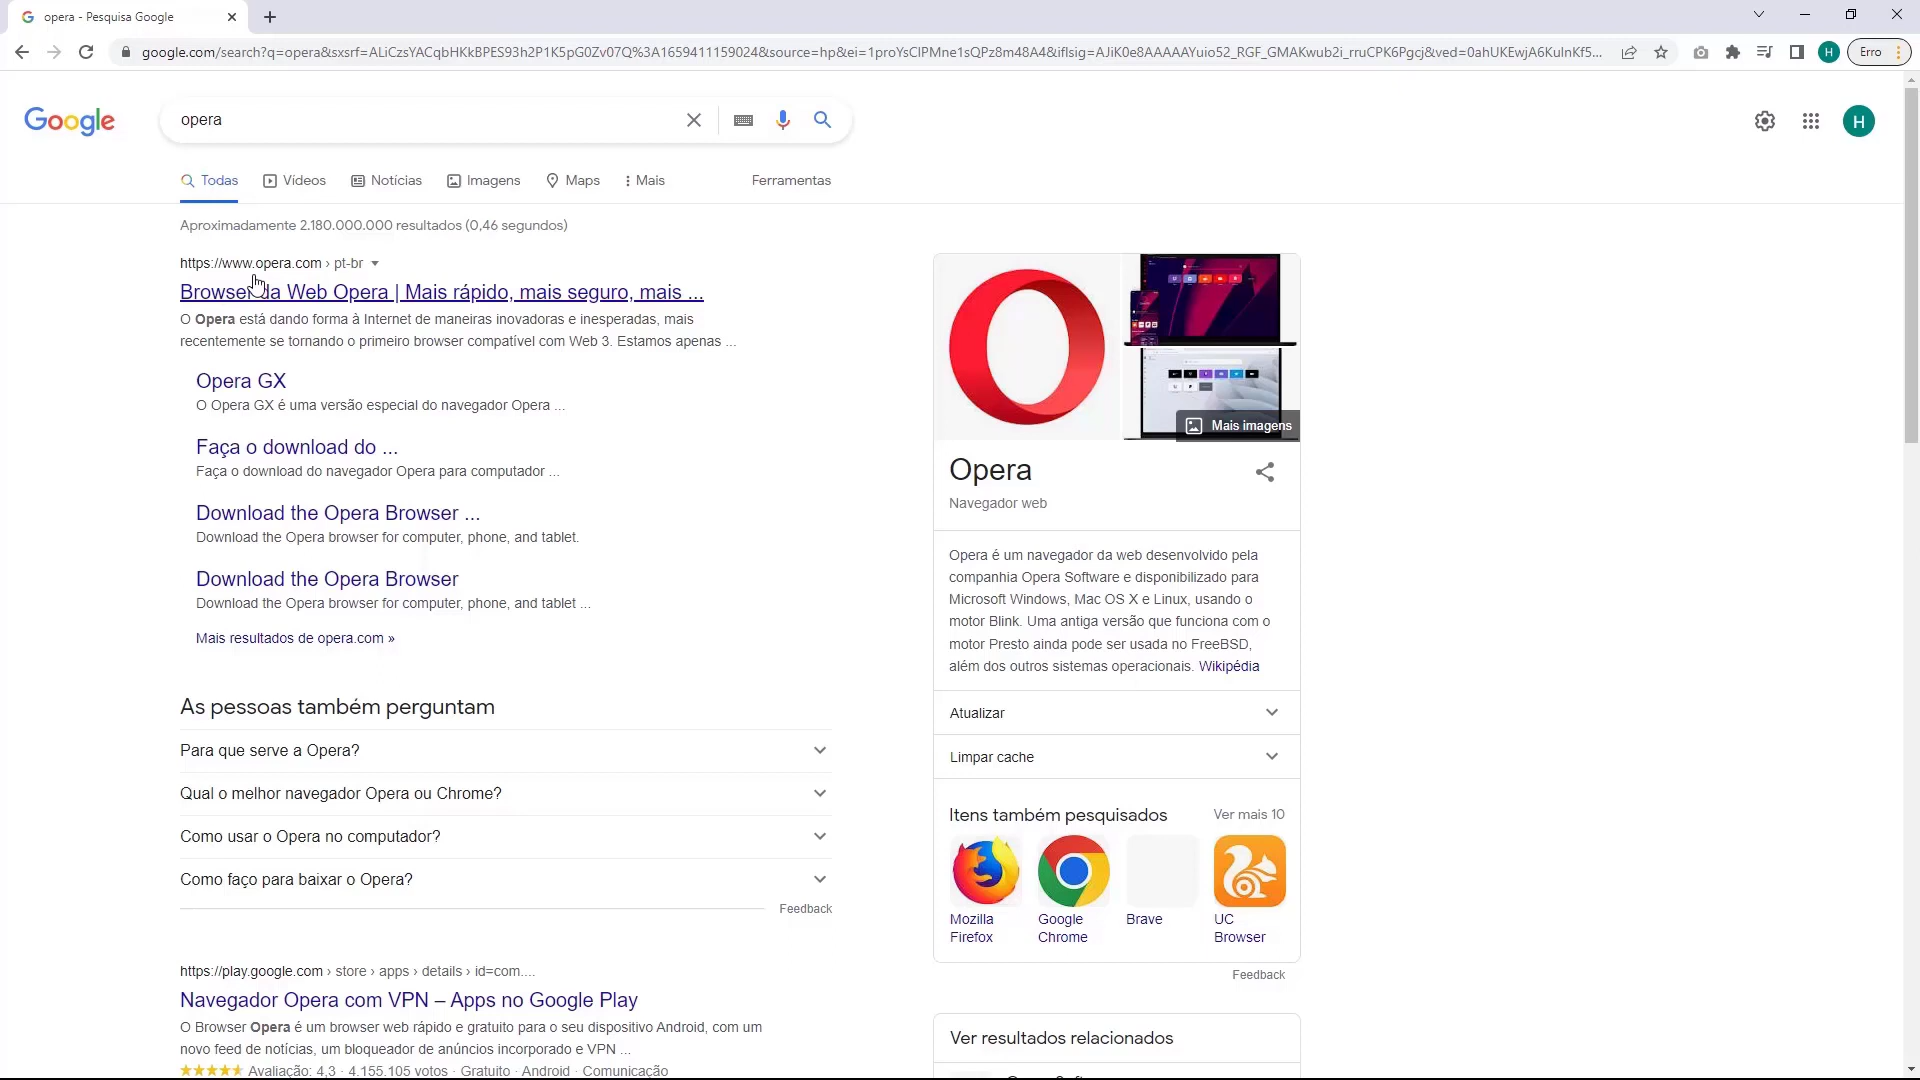 opera - Pesquisa Google
google.com/search?q=opera&sxsrf=ALiCzsYACqbHKkBPES93h2P1K5pG0Zv07Q%3A1659411159024&source=hp&ei=1proYsClPMne1sQPz8m48A4&iflsig=AJiK0e8AAAAAYuio52_RGF_GMAKwub2i_rruCPK6Pgcj&ved=0ahUKEwjA6KulnKf5...
H
Erro
Google
opera
H
Todas
Vídeos
Notícias
Imagens
Maps
Mais
Ferramentas
Aproximadamente 2.180.000.000 resultados (0,46 segundos)
https://www.opera.com › pt-br
Browser da Web Opera | Mais rápido, mais seguro, mais ...
O Opera está dando forma à Internet de maneiras inovadoras e inesperadas, mais
recentemente se tornando o primeiro browser compatível com Web 3. Estamos apenas ...
Opera GX
O Opera GX é uma versão especial do navegador Opera ...
Faça o download do ...
Faça o download do navegador Opera para computador ...
Download the Opera Browser ...
Download the Opera browser for computer, phone, and tablet.
Download the Opera Browser
Download the Opera browser for computer, phone, and tablet ...
Mais resultados de opera.com »
As pessoas também perguntam
Para que serve a Opera?
Qual o melhor navegador Opera ou Chrome?
Como usar o Opera no computador?
Como faço para baixar o Opera?
Feedback
https://play.google.com › store › apps › details › id=com....
Navegador Opera com VPN – Apps no Google Play
O Browser Opera é um browser web rápido e gratuito para o seu dispositivo Android, com um
novo feed de notícias, um bloqueador de anúncios incorporado e VPN ...
Avaliação: 4,3 · 4.155.105 votos · Gratuito · Android · Comunicação
Mais imagens
Opera
Navegador web
Opera é um navegador da web desenvolvido pela
companhia Opera Software e disponibilizado para
Microsoft Windows, Mac OS X e Linux, usando o
motor Blink. Uma antiga versão que funciona com o
motor Presto ainda pode ser usada no FreeBSD,
além dos outros sistemas operacionais. Wikipédia
Atualizar
Limpar cache
Itens também pesquisados
Ver mais 10
Mozilla Firefox
Google Chrome
Brave
UC Browser
Feedback
Ver resultados relacionados